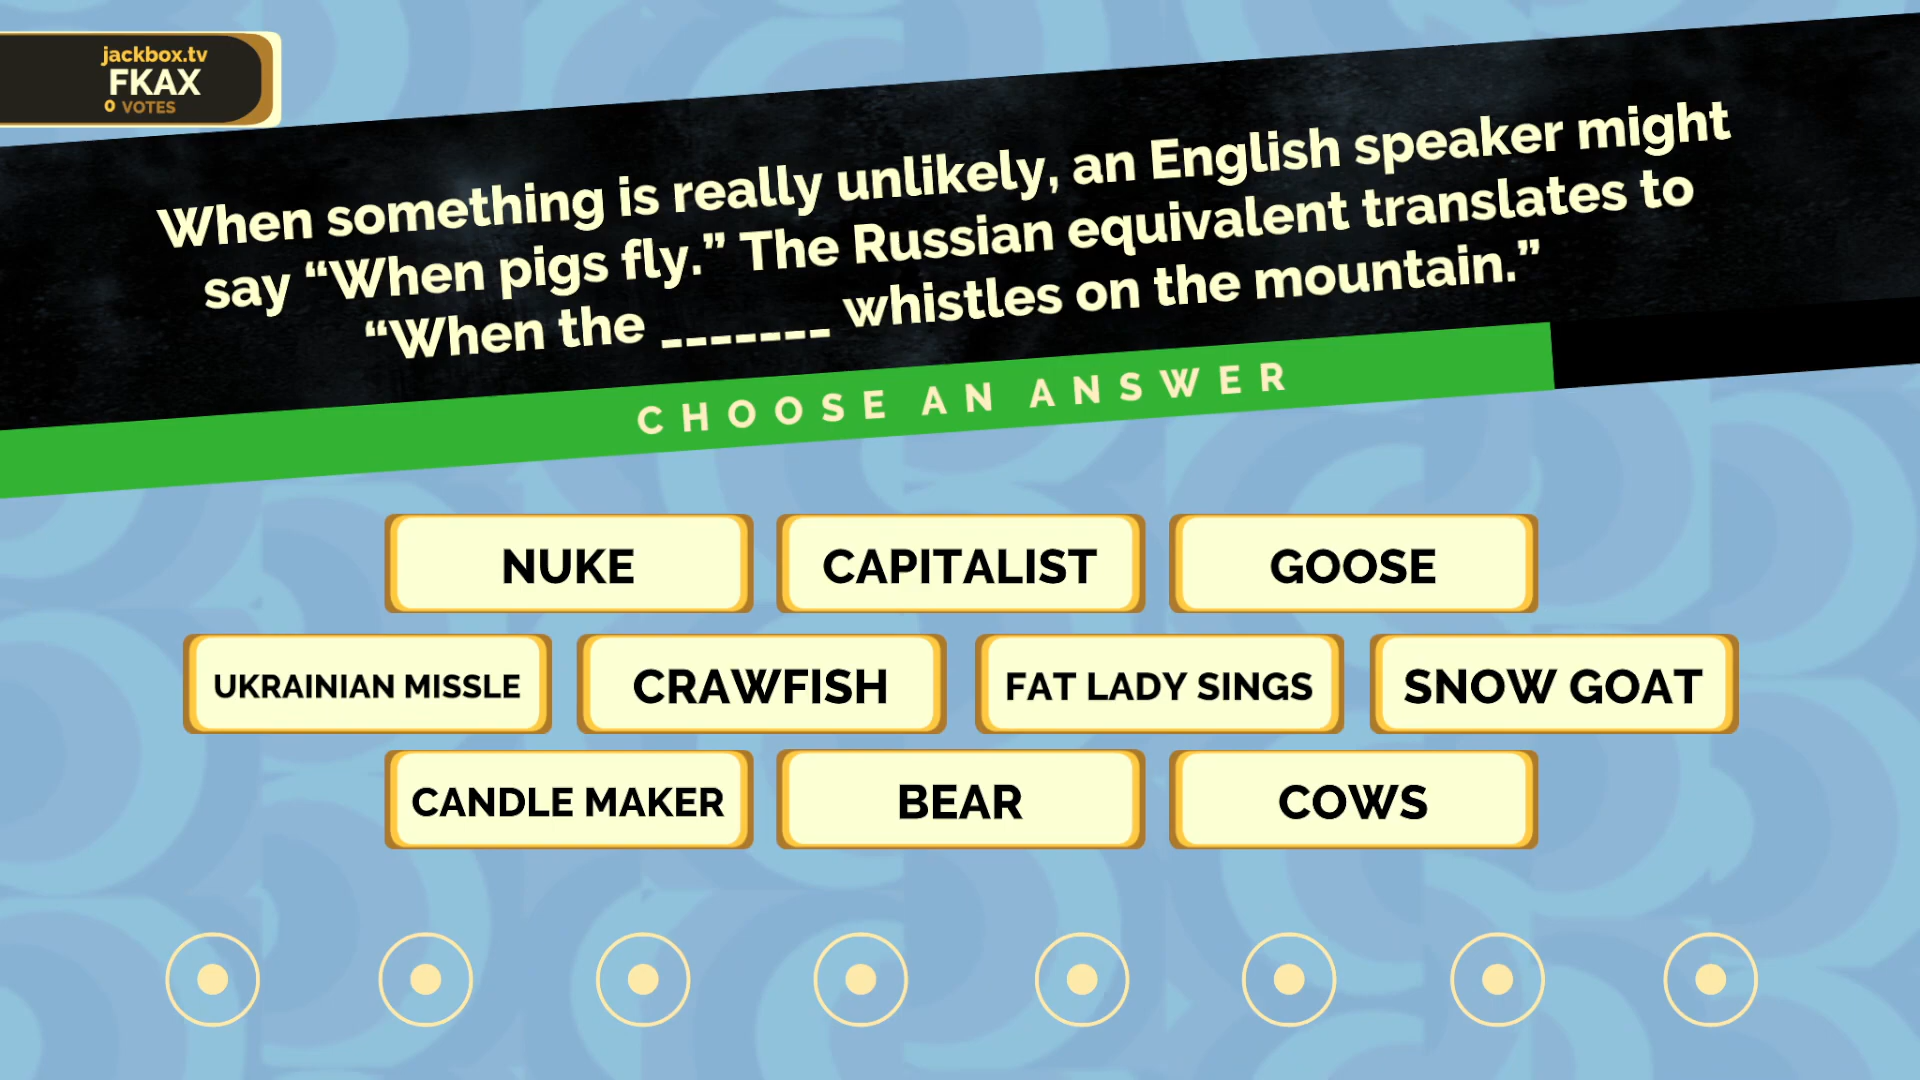 jackbox.tv
FKAX
0 VOTES
When something is really unlikely, an English speaker might
say “When pigs fly.” The Russian equivalent translates to
“When the _______ whistles on the mountain.”
CHOOSE AN ANSWER
NUKE
CAPITALIST
GOOSE
UKRAINIAN MISSLE
CRAWFISH
FAT LADY SINGS
SNOW GOAT
CANDLE MAKER
BEAR
COWS